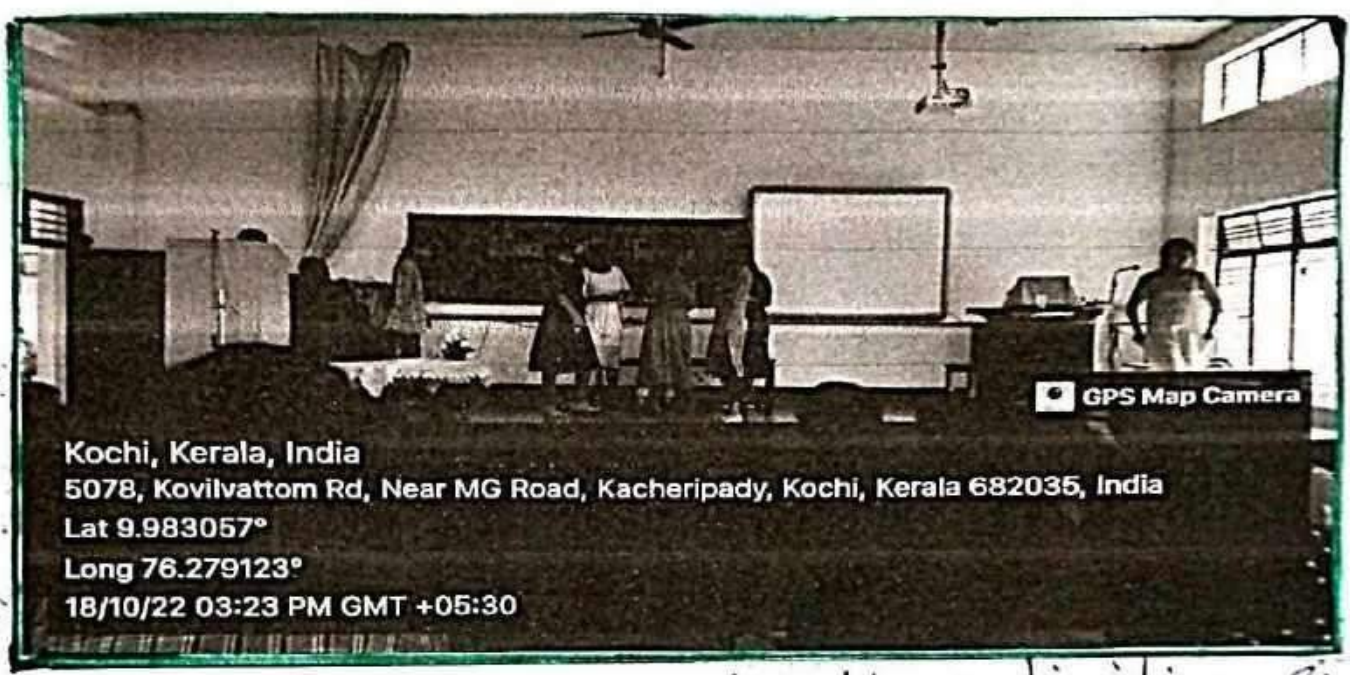 GPS Map Camera
Kochi, Kerala, India
5078, Kovilvattom Rd, Near MG Road, Kacheripady, Kochi, Kerala 682035, India
Lat 9.983057°
Long 76.279123°
18/10/22 03:23 PM GMT +05:30